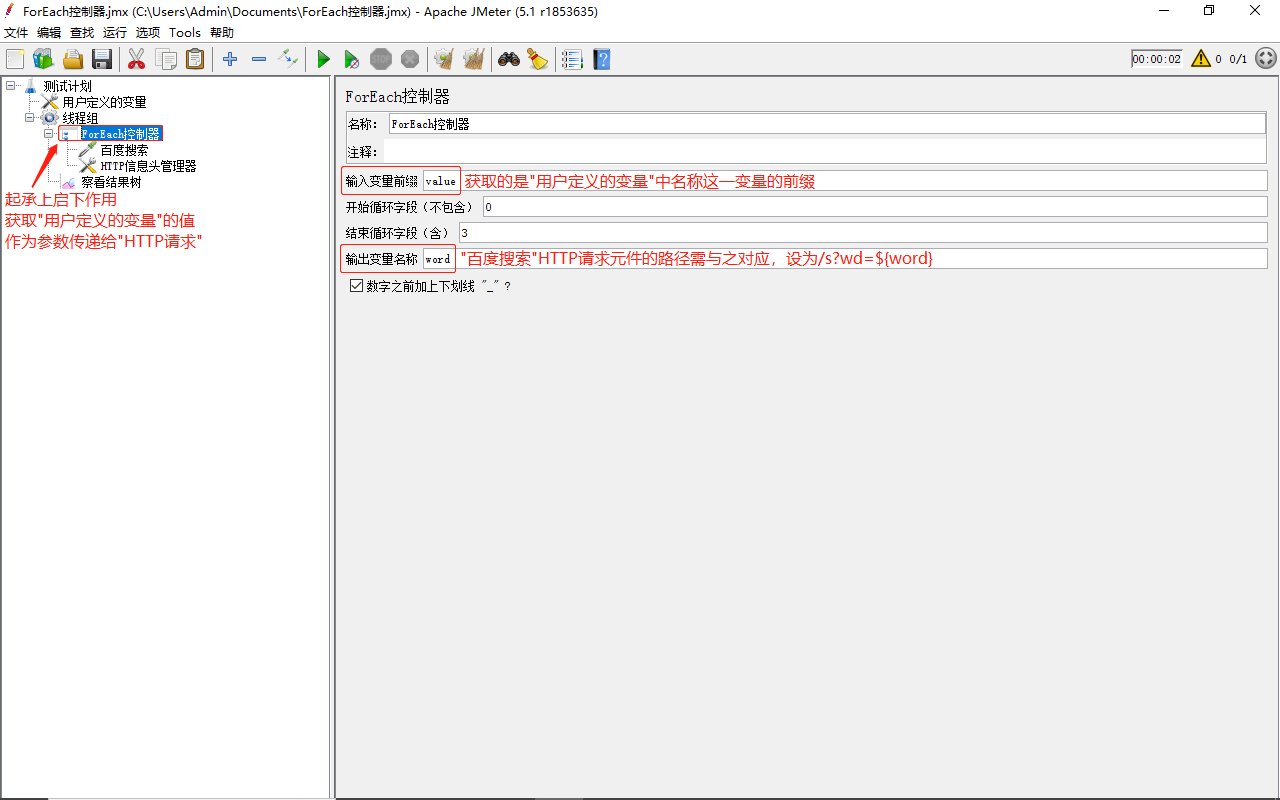 ForEach控制器.jmx (C:\Users\Admin\Documents\ForEach控制器.jmx) - Apache JMeter (5.1 r1853635)
文件 编辑 查找 运行 选项 Tools 帮助
STOP
00:00:02
0 0/1
测试计划
用户定义的变量
线程组
ForEach控制器
百度搜索
HTTP信息头管理器
察看结果树
起承上启下作用
获取"用户定义的变量"的值
作为参数传递给"HTTP请求"
ForEach控制器
名称： ForEach控制器
注释：
输入变量前缀 value 获取的是"用户定义的变量"中名称这一变量的前缀
开始循环字段（不包含） 0
结束循环字段（含） 3
输出变量名称 word "百度搜索"HTTP请求元件的路径需与之对应，设为/s?wd=${word}
数字之前加上下划线 "_" ?